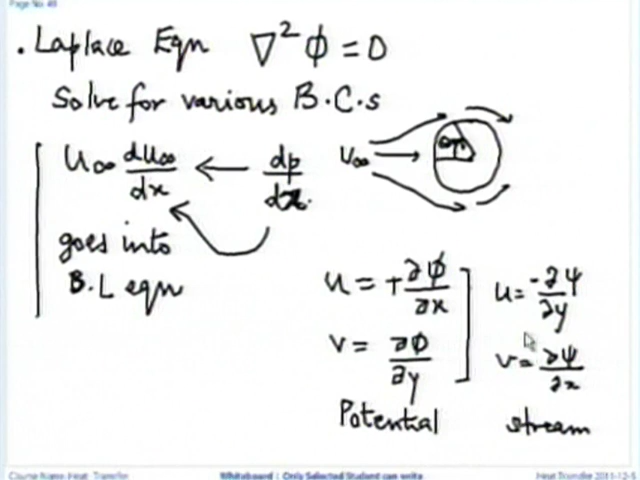 Page No: 49
. Laplace Eqn ∇²φ = 0
Solve for various B.C.s
U∞ dU∞/dx ← dp/dx.
U∞
goes into
B.L eqn
u = + ∂φ/∂x
v = ∂φ/∂y
Potential
u = -∂ψ/∂y
v = ∂ψ/∂x
stream
Course Name: Heat Transfer
Whiteboard | Only Selected Student can write
Heat Transfer 2011-12-5